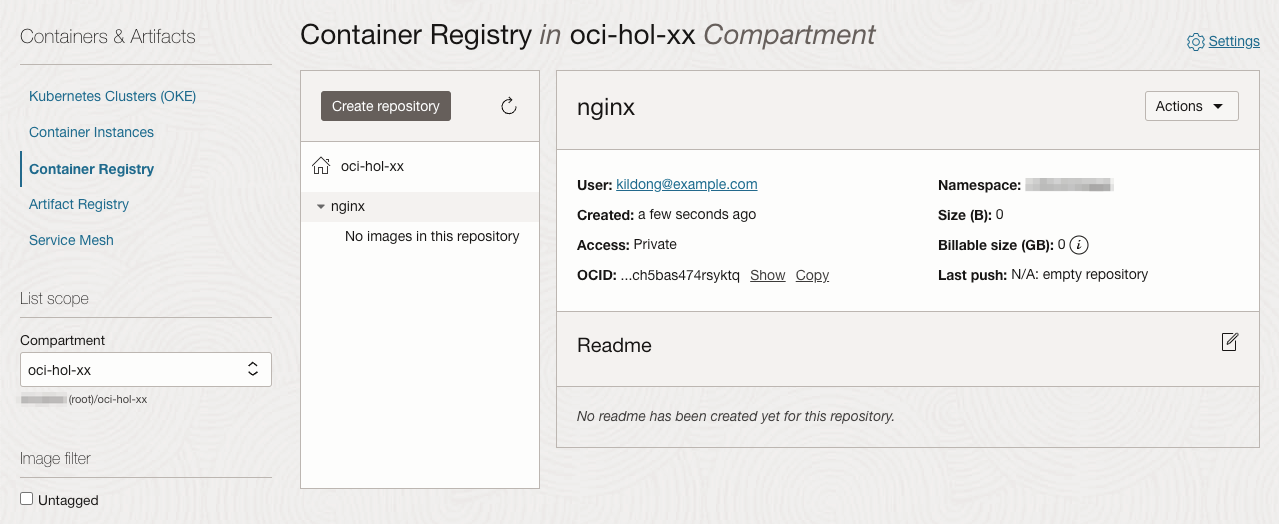 Containers & Artifacts
Kubernetes Clusters (OKE)
Container Instances
Container Registry
Artifact Registry
Service Mesh
List scope
Compartment
oci-hol-xx
(root)/oci-hol-xx
Image filter
Untagged
Container Registry in oci-hol-xx Compartment
Settings
Create repository
oci-hol-xx
nginx
No images in this repository
nginx
Actions
User: kildong@example.com
Created: a few seconds ago
Access: Private
OCID: ...ch5bas474rsyktq Show Copy
Namespace:
Size (B): 0
Billable size (GB): 0 i
Last push: N/A: empty repository
Readme
No readme has been created yet for this repository.